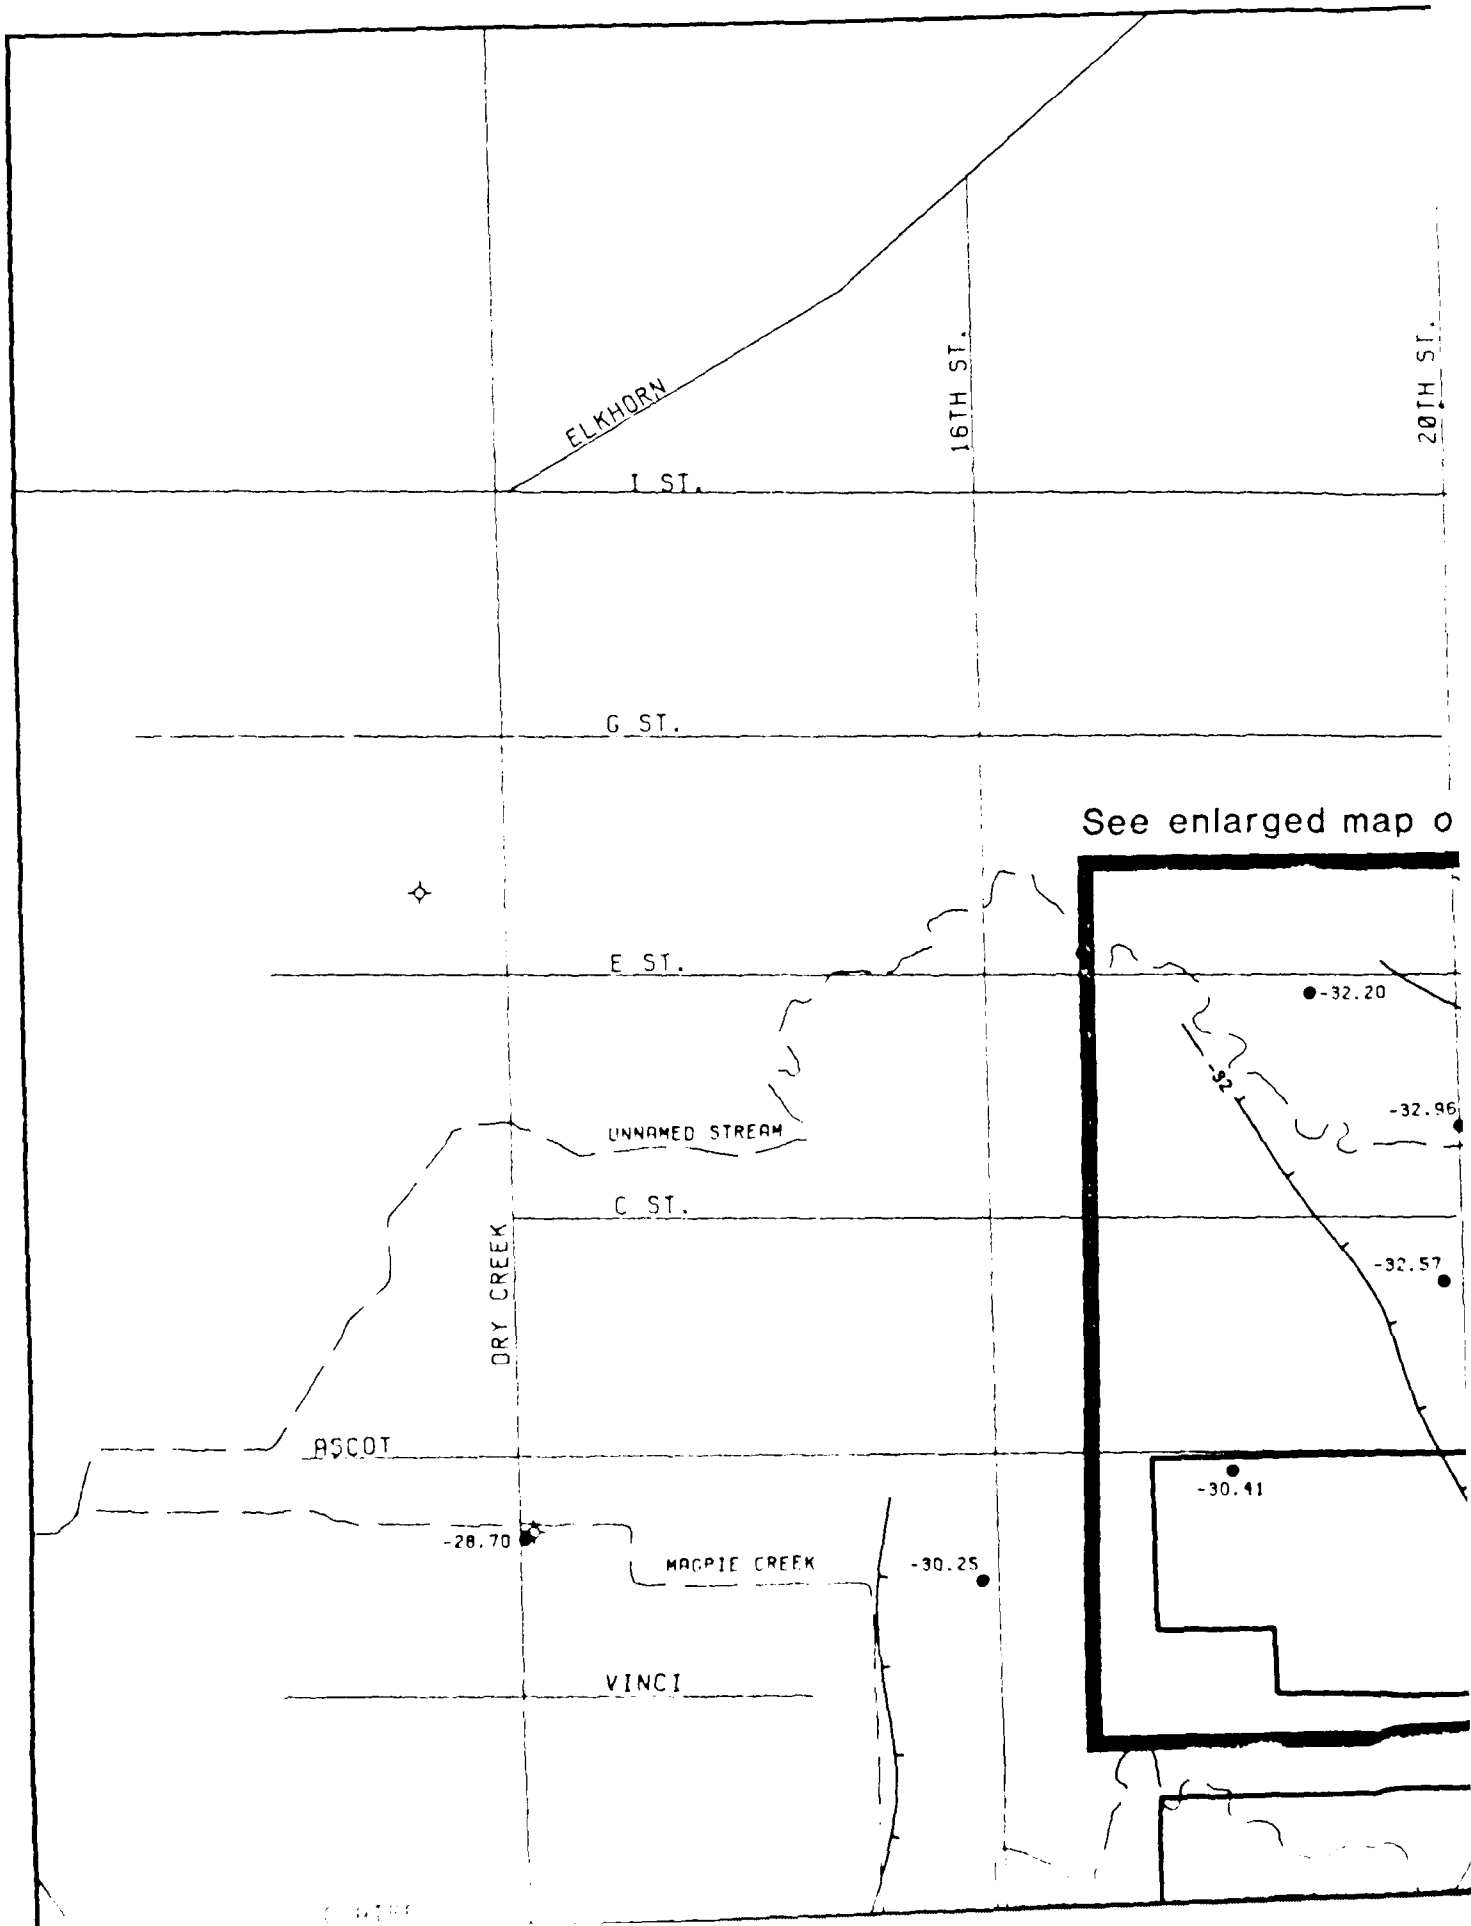 ELKHORN
16TH ST.
20TH ST.
I ST.
G ST.
See enlarged map o
E ST.
-32.20
-32
-32.96
UNNAMED STREAM
C ST.
DRY CREEK
-32.57
ASCOT
-30.41
-28.70
MAGPIE CREEK
-30.25
VINCI